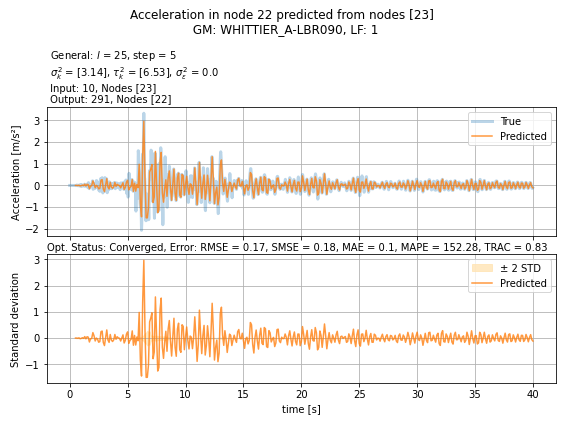 Acceleration in node 22 predicted from nodes [23]
GM: WHITTIER_A-LBR090, LF: 1
General: l = 25, step = 5
σ²ₖ = [3.14], τ²ₖ = [6.53], σ²ε = 0.0
Input: 10, Nodes [23]
Output: 291, Nodes [22]
Acceleration [m/s²]
3
2
1
0
−1
−2
True
Predicted
Opt. Status: Converged, Error: RMSE = 0.17, SMSE = 0.18, MAE = 0.1, MAPE = 152.28, TRAC = 0.83
Standard deviation
3
2
1
0
−1
± 2 STD
Predicted
0 5 10 15 20 25 30 35 40
time [s]